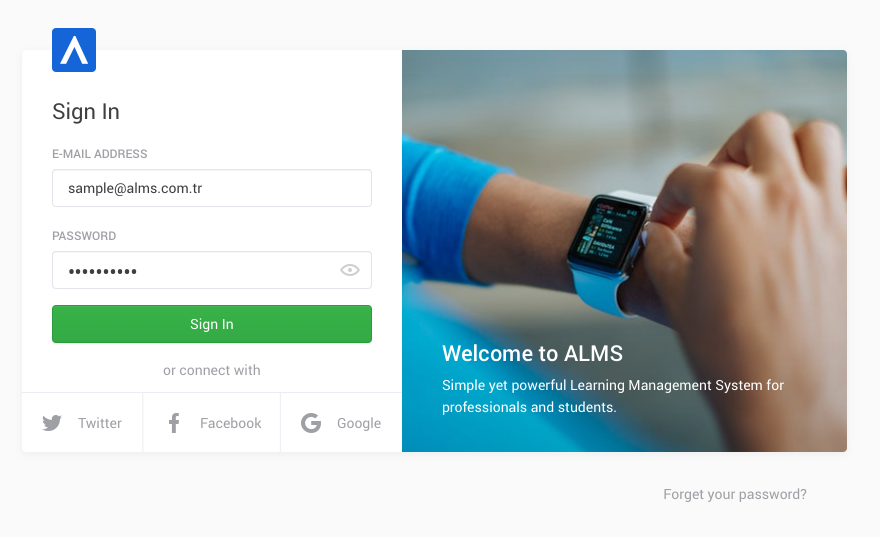 Sign In
E-MAIL ADDRESS
sample@alms.com.tr
PASSWORD
Sign In
or connect with
Twitter
Facebook
Google
Welcome to ALMS
Simple yet powerful Learning Management System for
professionals and students.
Forget your password?